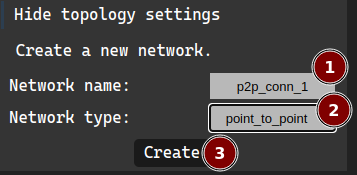 Hide topology settings
Create a new network.
Network name: p2p_conn_1 1
Network type: point_to_point 2
Create 3